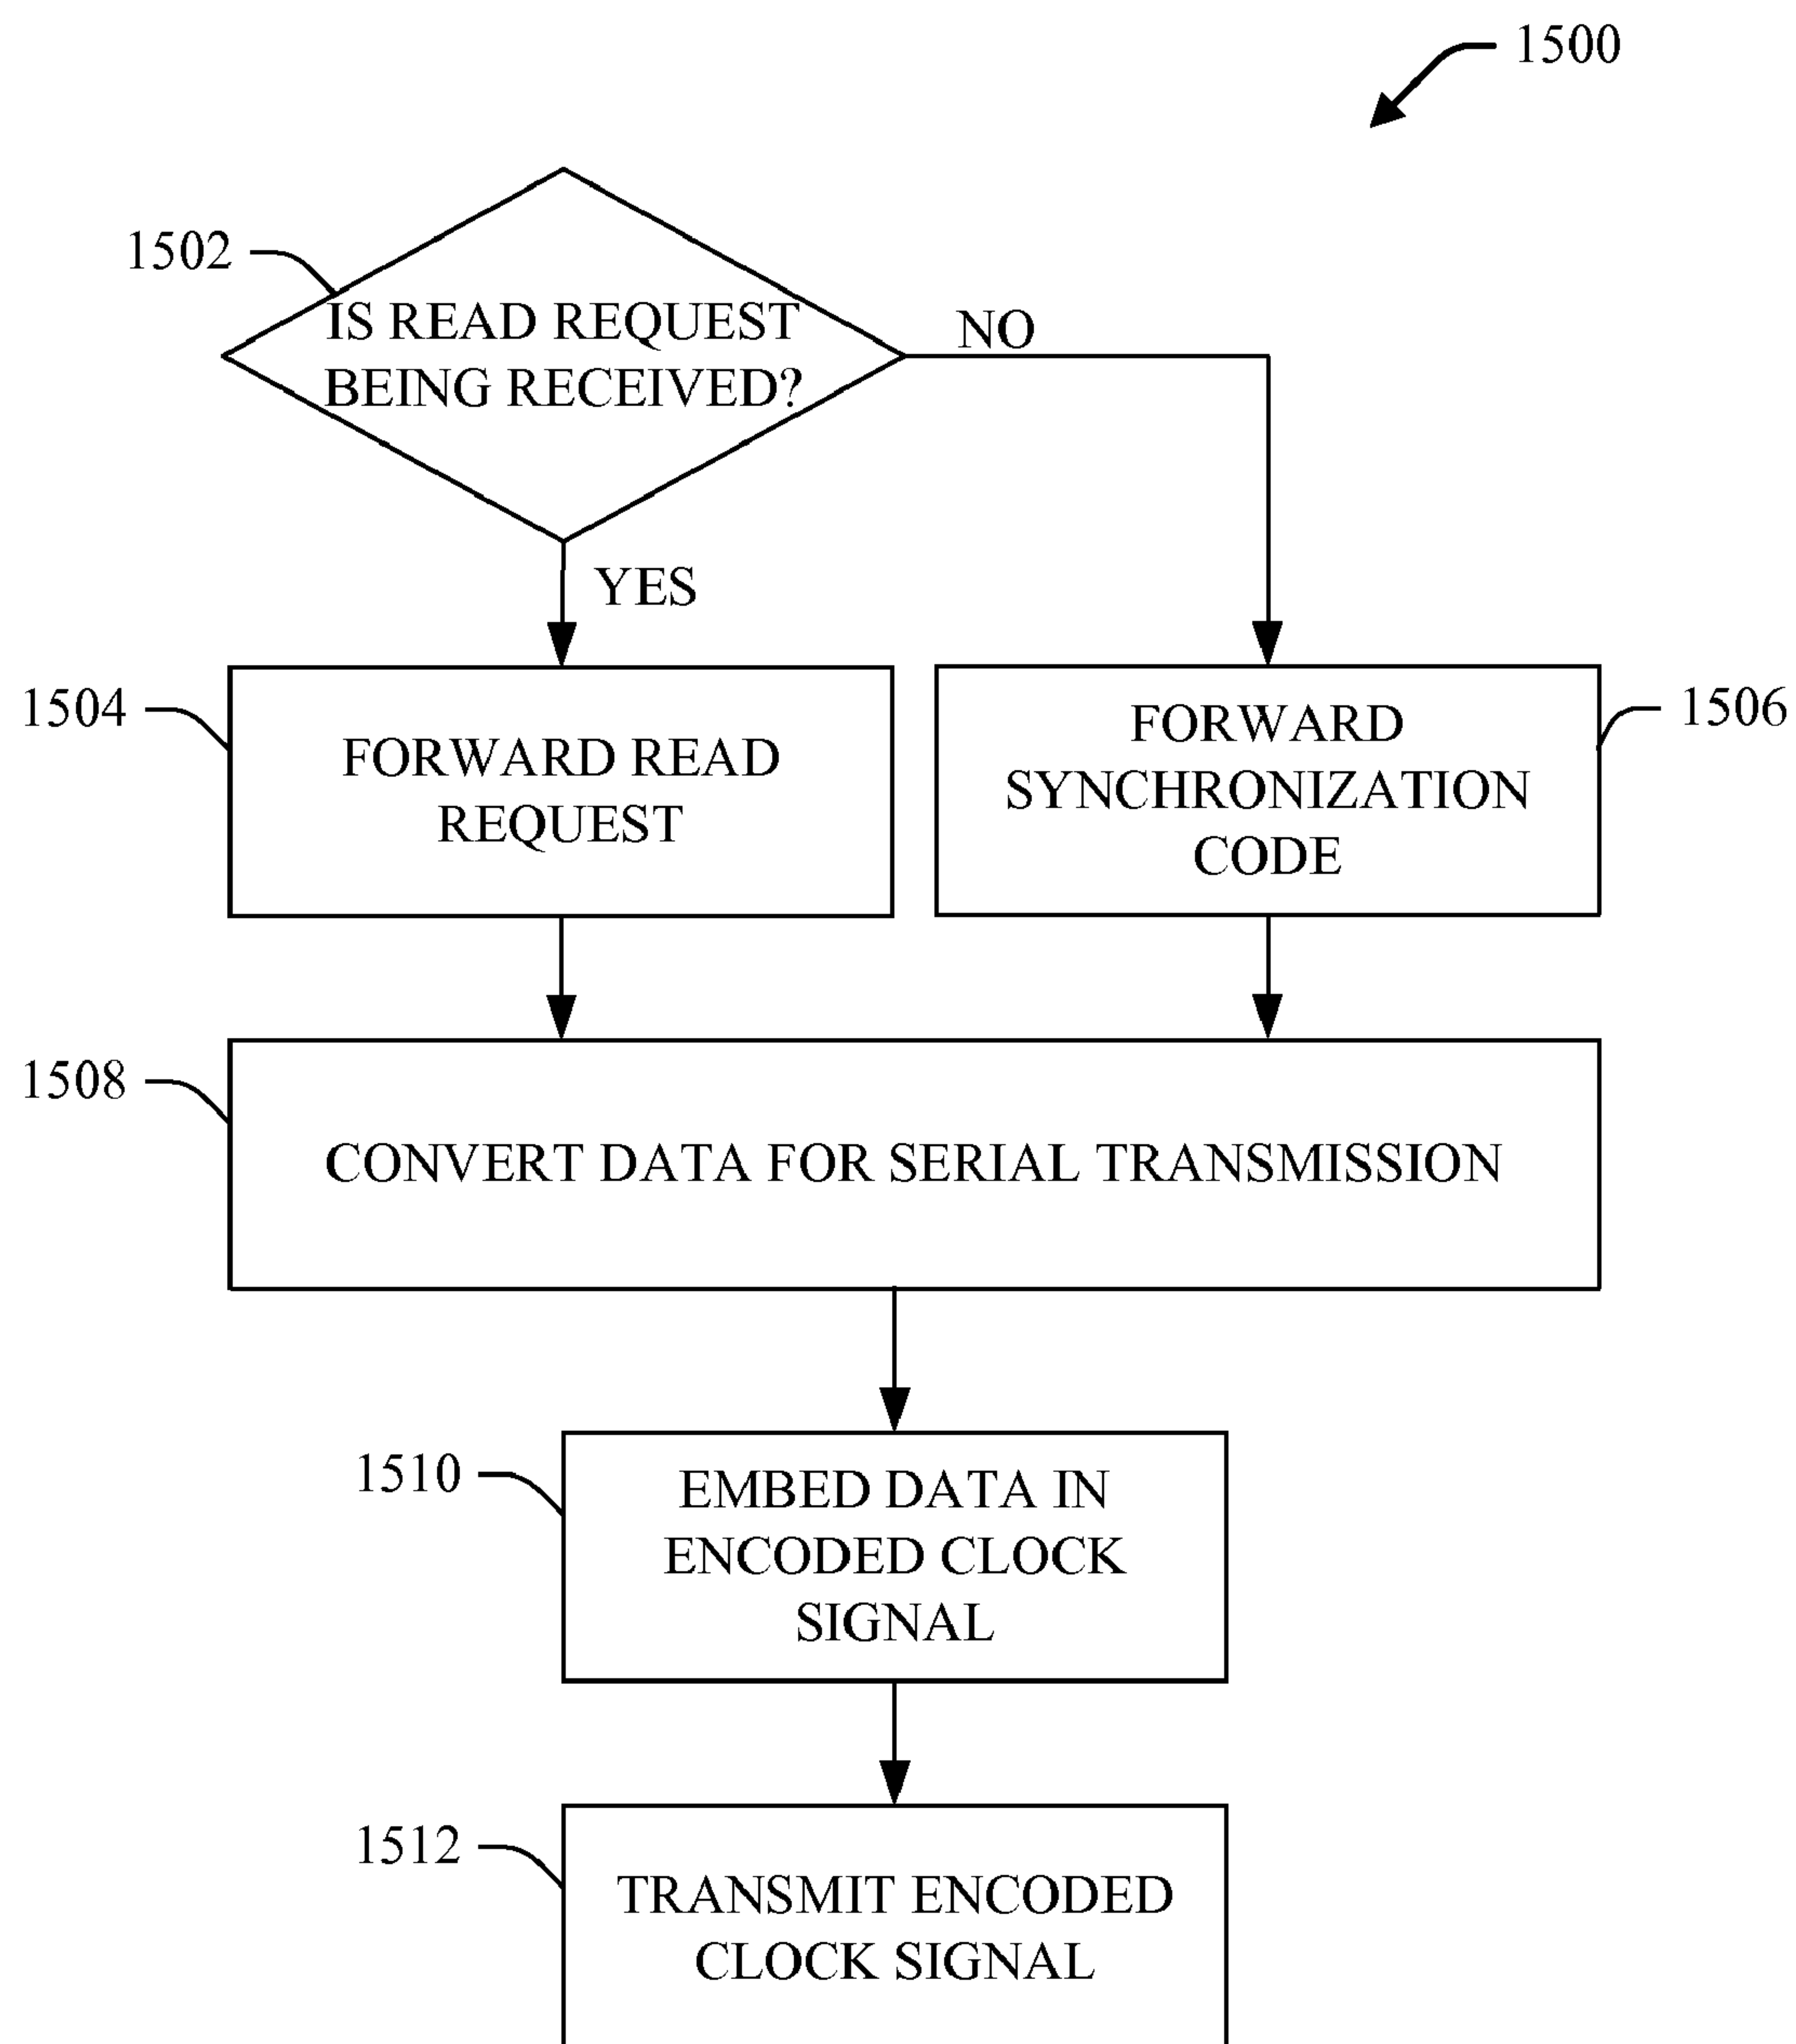 1500
1502
IS READ REQUEST
BEING RECEIVED?
NO
YES
1504
FORWARD READ
REQUEST
FORWARD
SYNCHRONIZATION
CODE
1506
1508
CONVERT DATA FOR SERIAL TRANSMISSION
1510
EMBED DATA IN
ENCODED CLOCK
SIGNAL
1512
TRANSMIT ENCODED
CLOCK SIGNAL